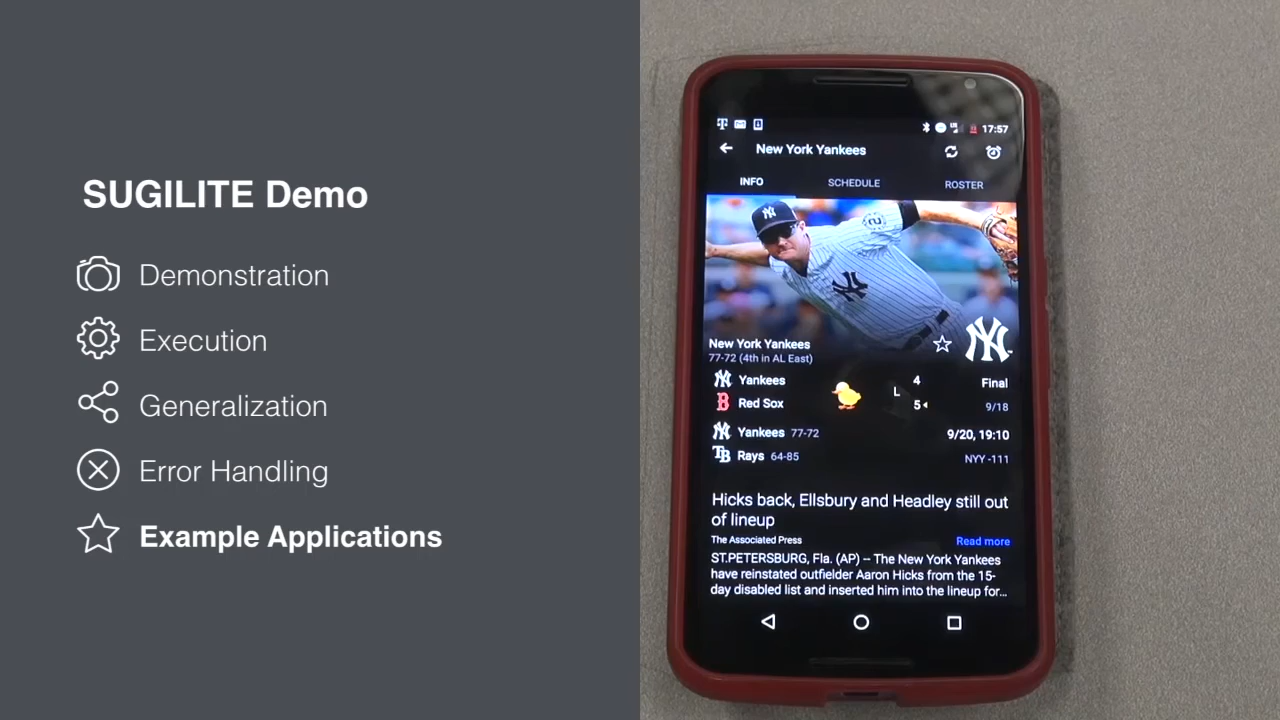 SUGILITE Demo
Demonstration
Execution
Generalization
Error Handling
Example Applications
17:57
New York Yankees
INFO SCHEDULE ROSTER
New York Yankees
77-72 (4th in AL East)
Yankees 4 Final
L
Red Sox 5 9/18
Yankees 77-72 9/20, 19:10
Rays 64-85 NYY -111
Hicks back, Ellsbury and Headley still out
of lineup
The Associated Press Read more
ST.PETERSBURG, Fla. (AP) -- The New York Yankees
have reinstated outfielder Aaron Hicks from the 15-
day disabled list and inserted him into the lineup for...